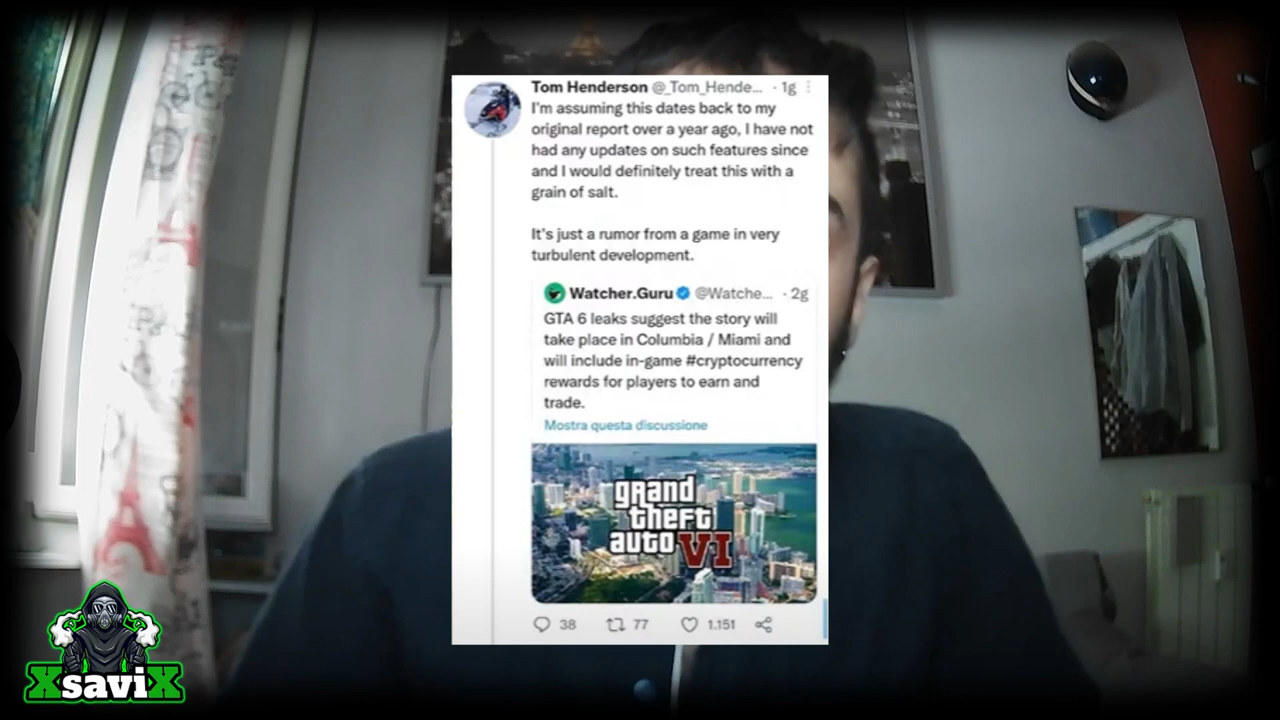 Tom Henderson @_Tom_Hende... · 1g
I'm assuming this dates back to my
original report over a year ago, I have not
had any updates on such features since
and I would definitely treat this with a
grain of salt.
It's just a rumor from a game in very
turbulent development.
Watcher.Guru @Watche... · 2g
GTA 6 leaks suggest the story will
take place in Columbia / Miami and
will include in-game #cryptocurrency
rewards for players to earn and
trade.
Mostra questa discussione
grand
theft
auto VI
38 77 1.151
XsaviX